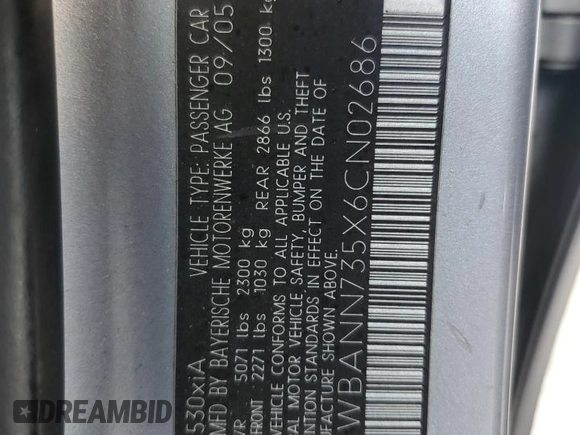 530xiA VEHICLE TYPE: PASSENGER CAR
MFD BY BAYERISCHE MOTORENWERKE AG 09/05
VR 5071 lbs 2300 kg
FRONT 2271 lbs 1030 kg REAR 2866 lbs 1300 kg
VEHICLE CONFORMS TO ALL APPLICABLE U.S.
MOTOR VEHICLE SAFETY, BUMPER AND THEFT
STANDARDS IN EFFECT ON THE DATE OF
FACTURE SHOWN ABOVE.
WBANN735X6CN02686
DREAMBID
DREAMBID